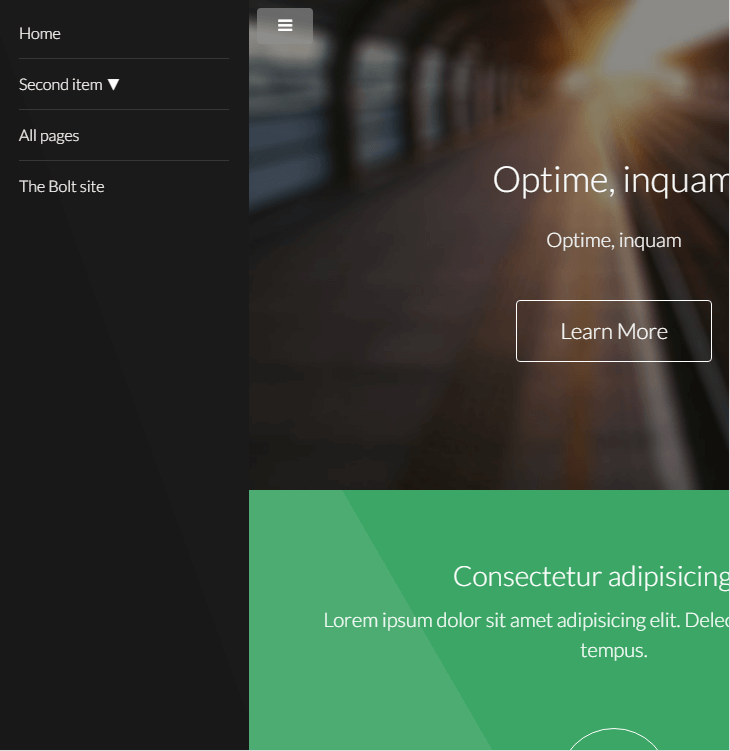 Home
Second item ▼
All pages
The Bolt site
Optime, inquam
Optime, inquam
Learn More
Consectetur adipisicing
Lorem ipsum dolor sit amet adipisicing elit. Delec
tempus.